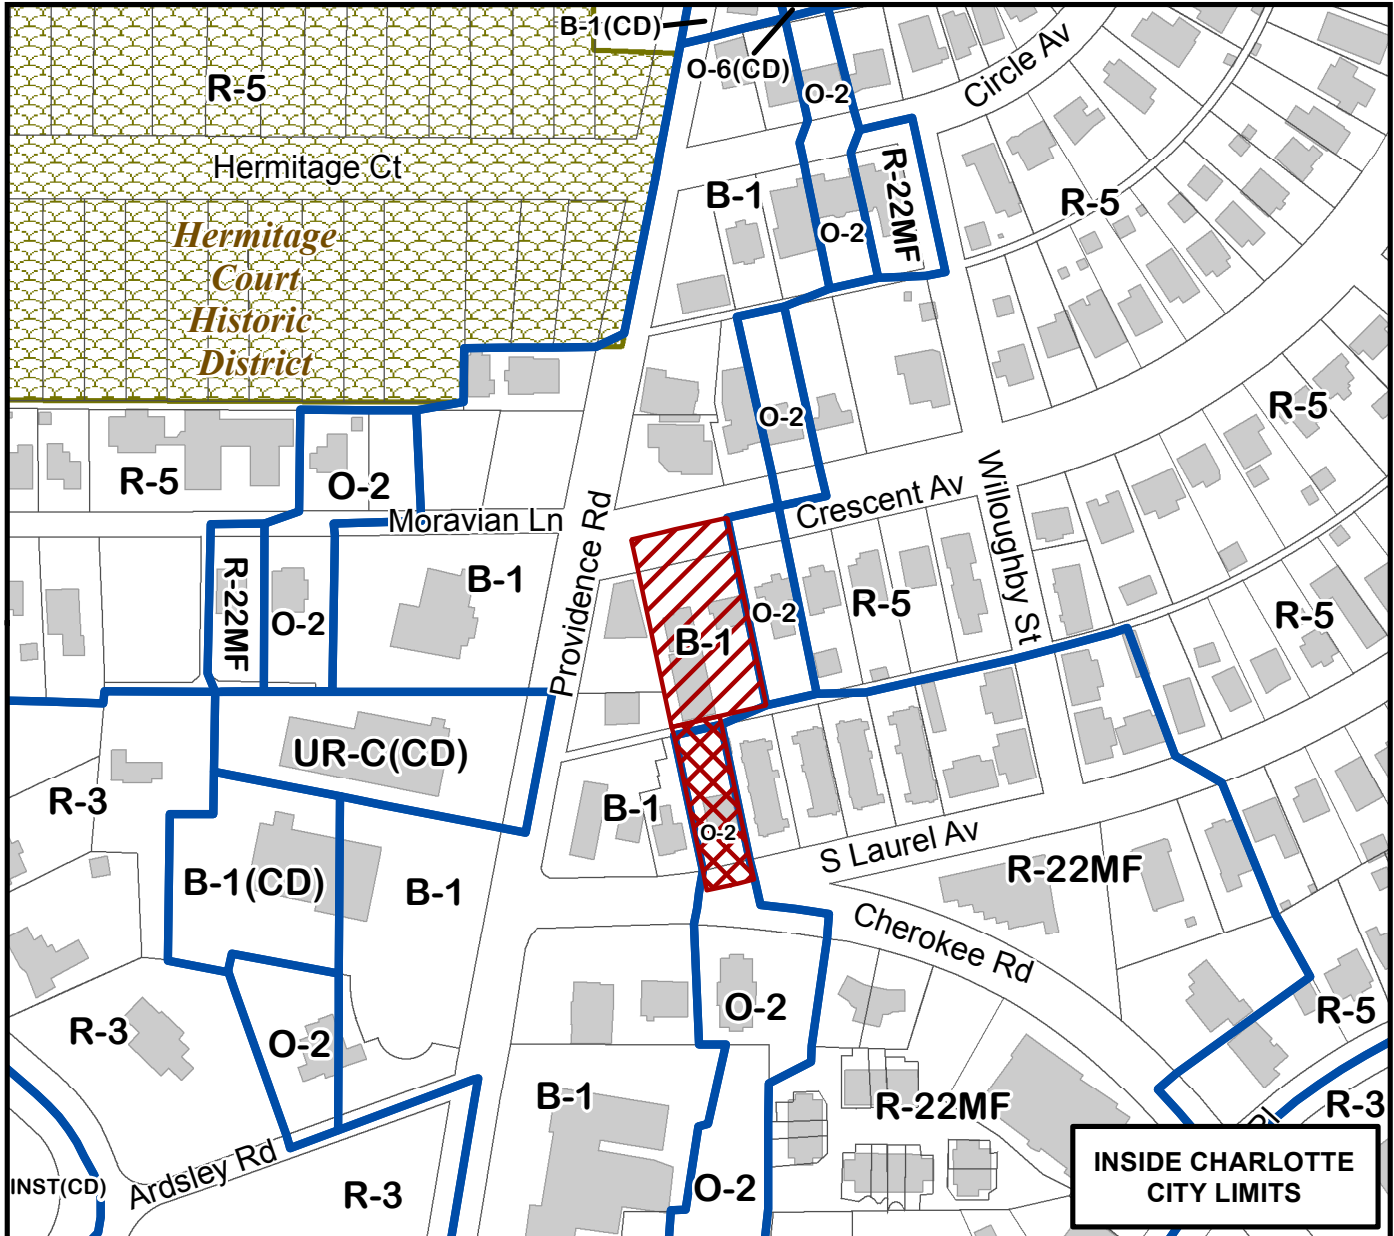 B-1(CD)
O-6(CD)
R-5
O-2
Circle Av
Hermitage Ct
B-1
R-22MF
R-5
O-2
Hermitage
Court
Historic
District
O-2
R-5
R-5
O-2
Crescent Av
Willoughby St
Moravian Ln
Providence Rd
R-22MF
O-2
B-1
B-1
O-2
R-5
R-5
UR-C(CD)
R-3
B-1
O-2
S Laurel Av
R-22MF
B-1(CD)
B-1
Cherokee Rd
R-3
O-2
O-2
R-5
B-1
R-22MF
R-3
Pl
Ardsley Rd
INST(CD)
R-3
O-2
INSIDE CHARLOTTE
CITY LIMITS